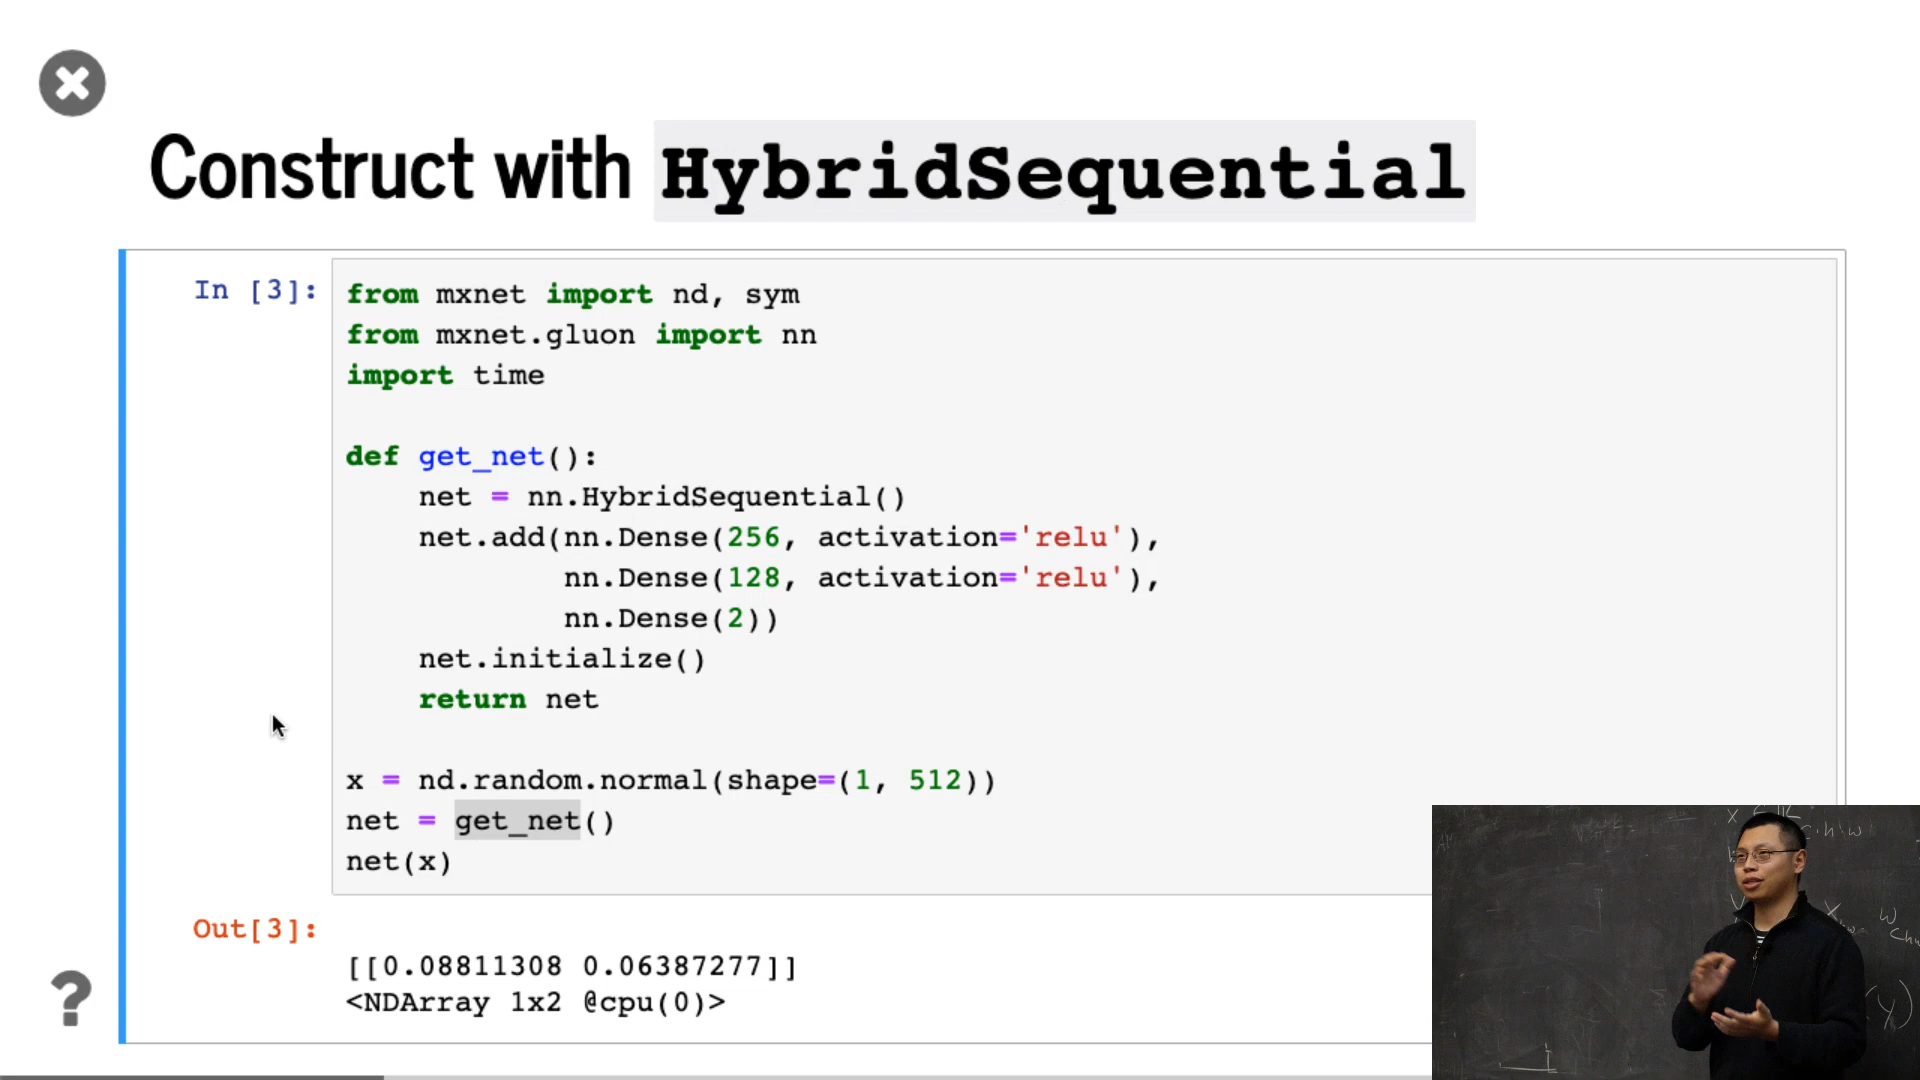 Construct with HybridSequential
In [3]:
from mxnet import nd, sym
from mxnet.gluon import nn
import time
def get_net():
net = nn.HybridSequential()
net.add(nn.Dense(256, activation='relu'),
nn.Dense(128, activation='relu'),
nn.Dense(2))
net.initialize()
return net
x = nd.random.normal(shape=(1, 512))
net = get_net()
net(x)
Out[3]:
[[0.08811308 0.06387277]]
<NDArray 1x2 @cpu(0)>
?